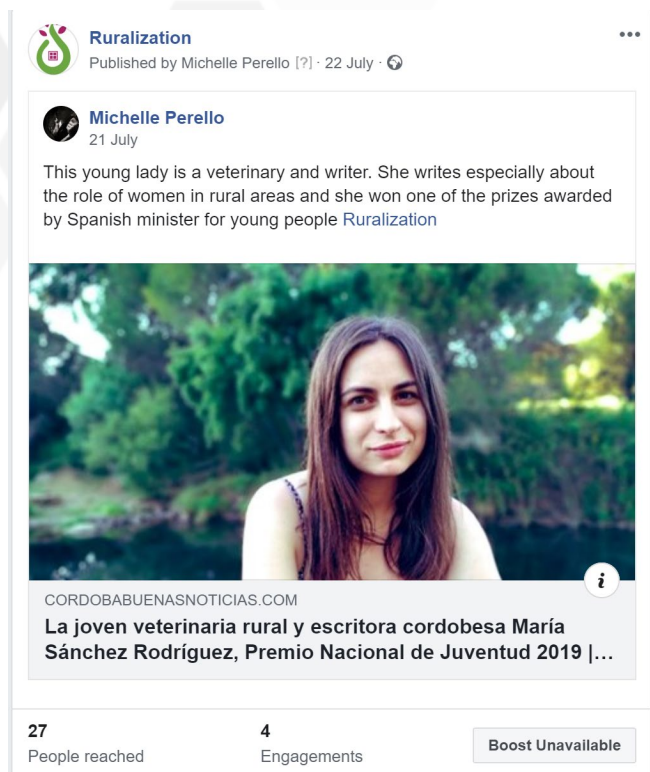 Ruralization
Published by Michelle Perello [?] · 22 July ·
Michelle Perello
21 July
This young lady is a veterinary and writer. She writes especially about
the role of women in rural areas and she won one of the prizes awarded
by Spanish minister for young people Ruralization
i
CORDOBABUENASNOTICIAS.COM
La joven veterinaria rural y escritora cordobesa María
Sánchez Rodríguez, Premio Nacional de Juventud 2019 |...
27
People reached
4
Engagements
Boost Unavailable